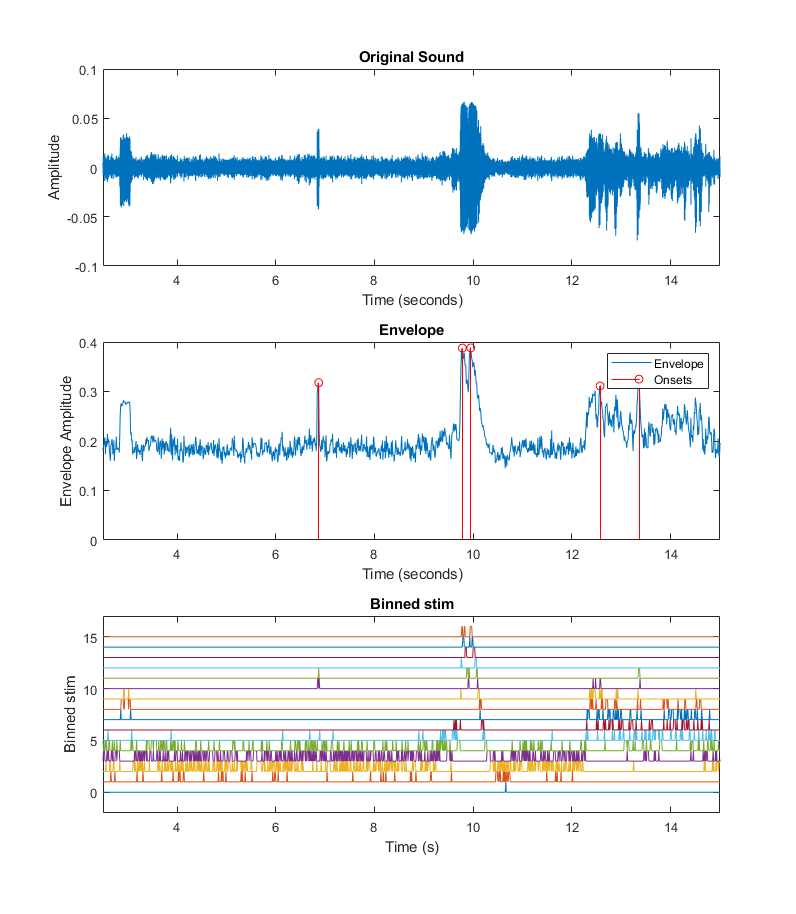 Original Sound
0.1
0.05
0
-0.05
-0.1
Amplitude
4 6 8 10 12 14
Time (seconds)
Envelope
0.4
0.3
0.2
0.1
0
Envelope Amplitude
Envelope
Onsets
4 6 8 10 12 14
Time (seconds)
Binned stim
15
10
5
0
Binned stim
4 6 8 10 12 14
Time (s)